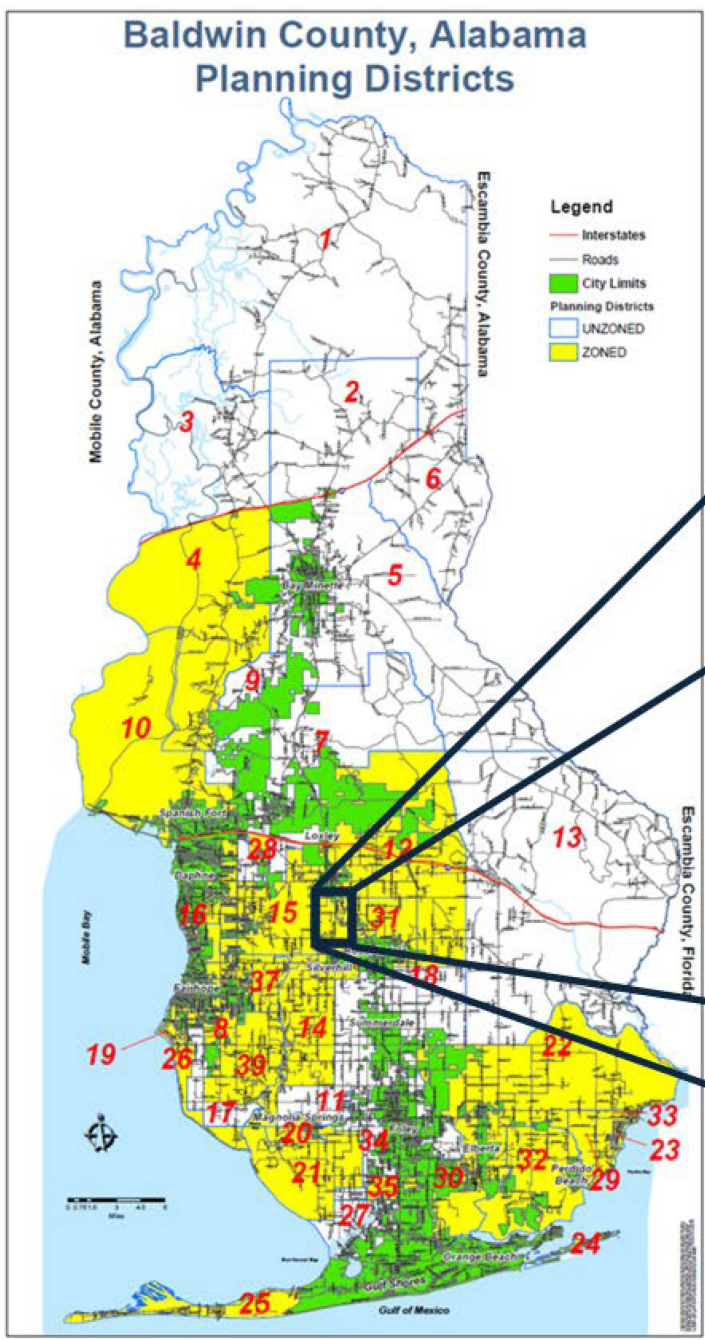 Baldwin County, Alabama
Planning Districts
Escambia County, Alabama
Legend
Interstates
Roads
City Limits
Planning Districts
UNZONED
ZONED
Mobile County, Alabama
1
2
3
6
4
5
Bay Minette
9
10
7
Spanish Fort
Loxley
28
12
13
Escambia County, Florida
Daphne
16
15
31
Mobile Bay
Silverhill
18
37
Fairhope
Summerdale
8
14
19
26
39
22
17
11
Magnolia Springs
20
34
Foley
33
23
Elberta
32
21
35
30
Perdido
Beach
29
27
24
Orange Beach
Gulf Shores
25
Gulf of Mexico
Miles